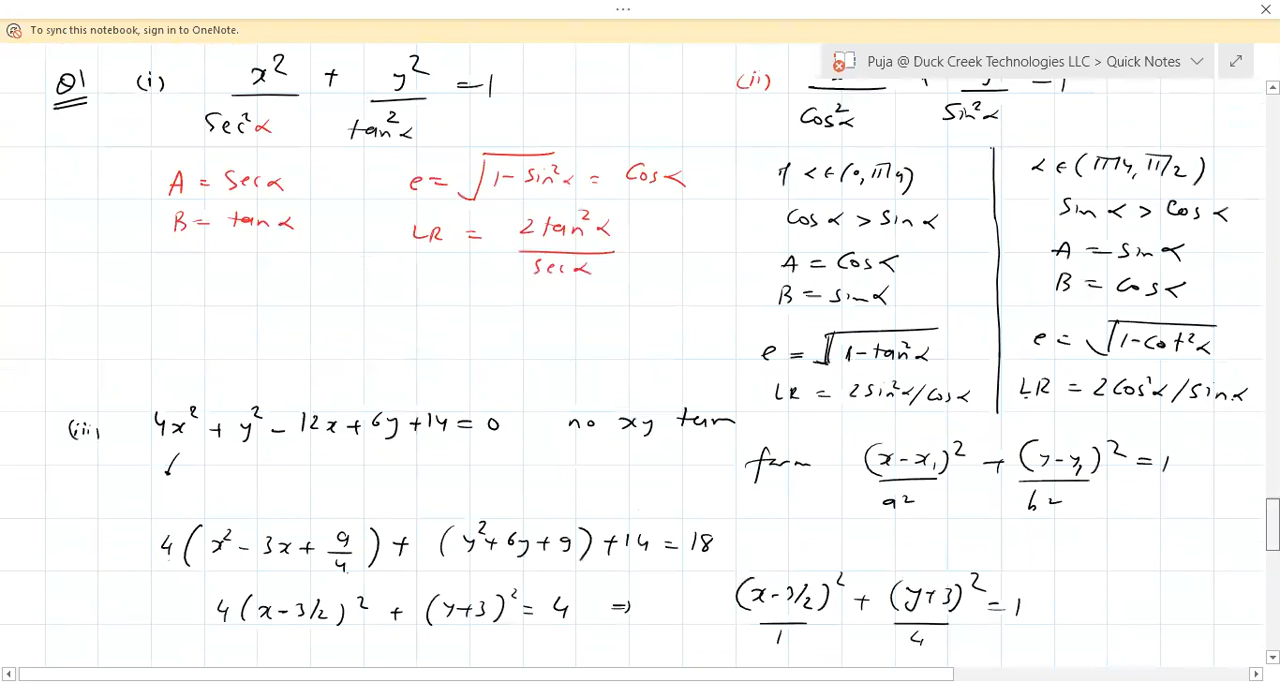 To sync this notebook, sign in to OneNote.
Puja @ Duck Creek Technologies LLC > Quick Notes
Q1 (i) x²/sec²α + y²/tan²α = 1
A = secα
B = tanα
e = √(1-sin²α) = cosα
LR = 2tan²α/secα
(ii) /cos²α + y/sin²α = 1
if α ∈ (0, π/4)
cosα > sinα
A = cosα
B = sinα
e = √(1-tan²α)
LR = 2sin²α/cosα
α ∈ (π/4, π/2)
sinα > cosα
A = sinα
B = cosα
e = √(1-cot²α)
LR = 2cos²α/sinα
(iii) 4x² + y² - 12x + 6y + 14 = 0 no xy term
form (x-x₁)²/a² + (y-y₁)²/b² = 1
4(x² - 3x + 9/4) + (y² + 6y + 9) + 14 = 18
4(x-3/2)² + (y+3)² = 4 ⇒ (x-3/2)²/1 + (y+3)²/4 = 1